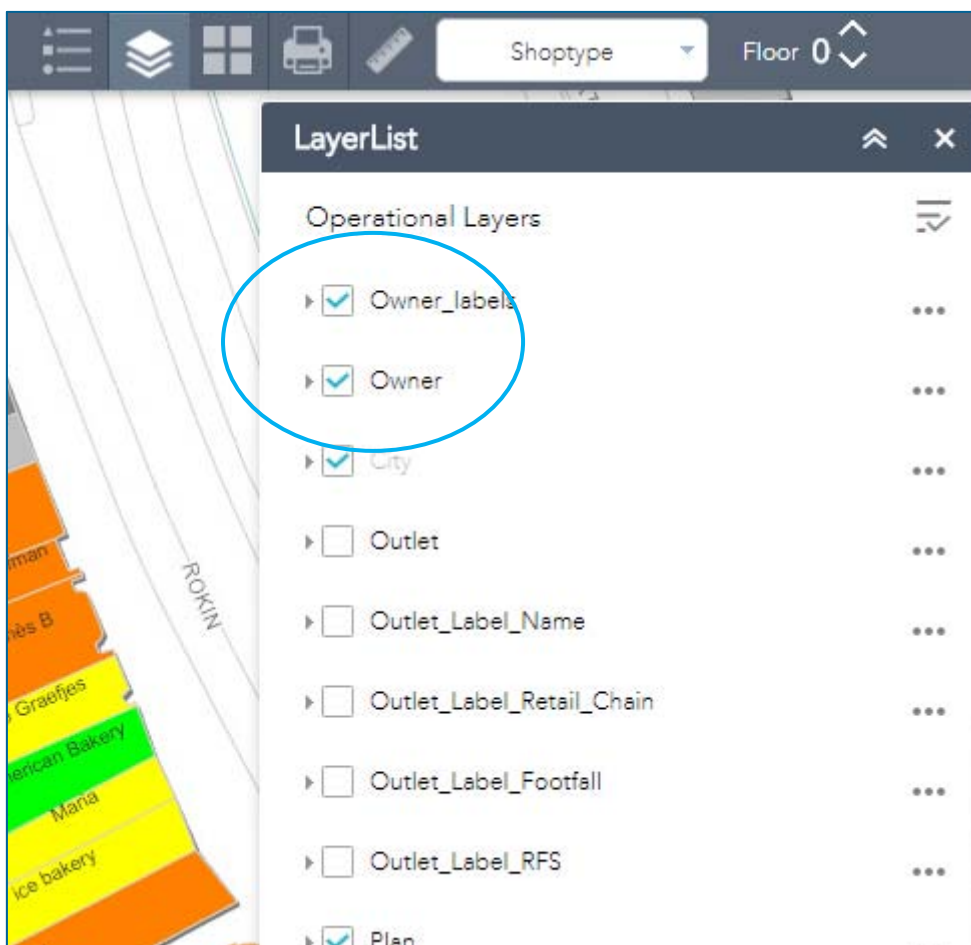 Shoptype
Floor 0
LayerList
Operational Layers
Owner_labels
Owner
City
Outlet
Outlet_Label_Name
Outlet_Label_Retail_Chain
Outlet_Label_Footfall
Outlet_Label_RFS
Plan
ROKIN
B
Graefjes
Bakery
Maria
ice bakery